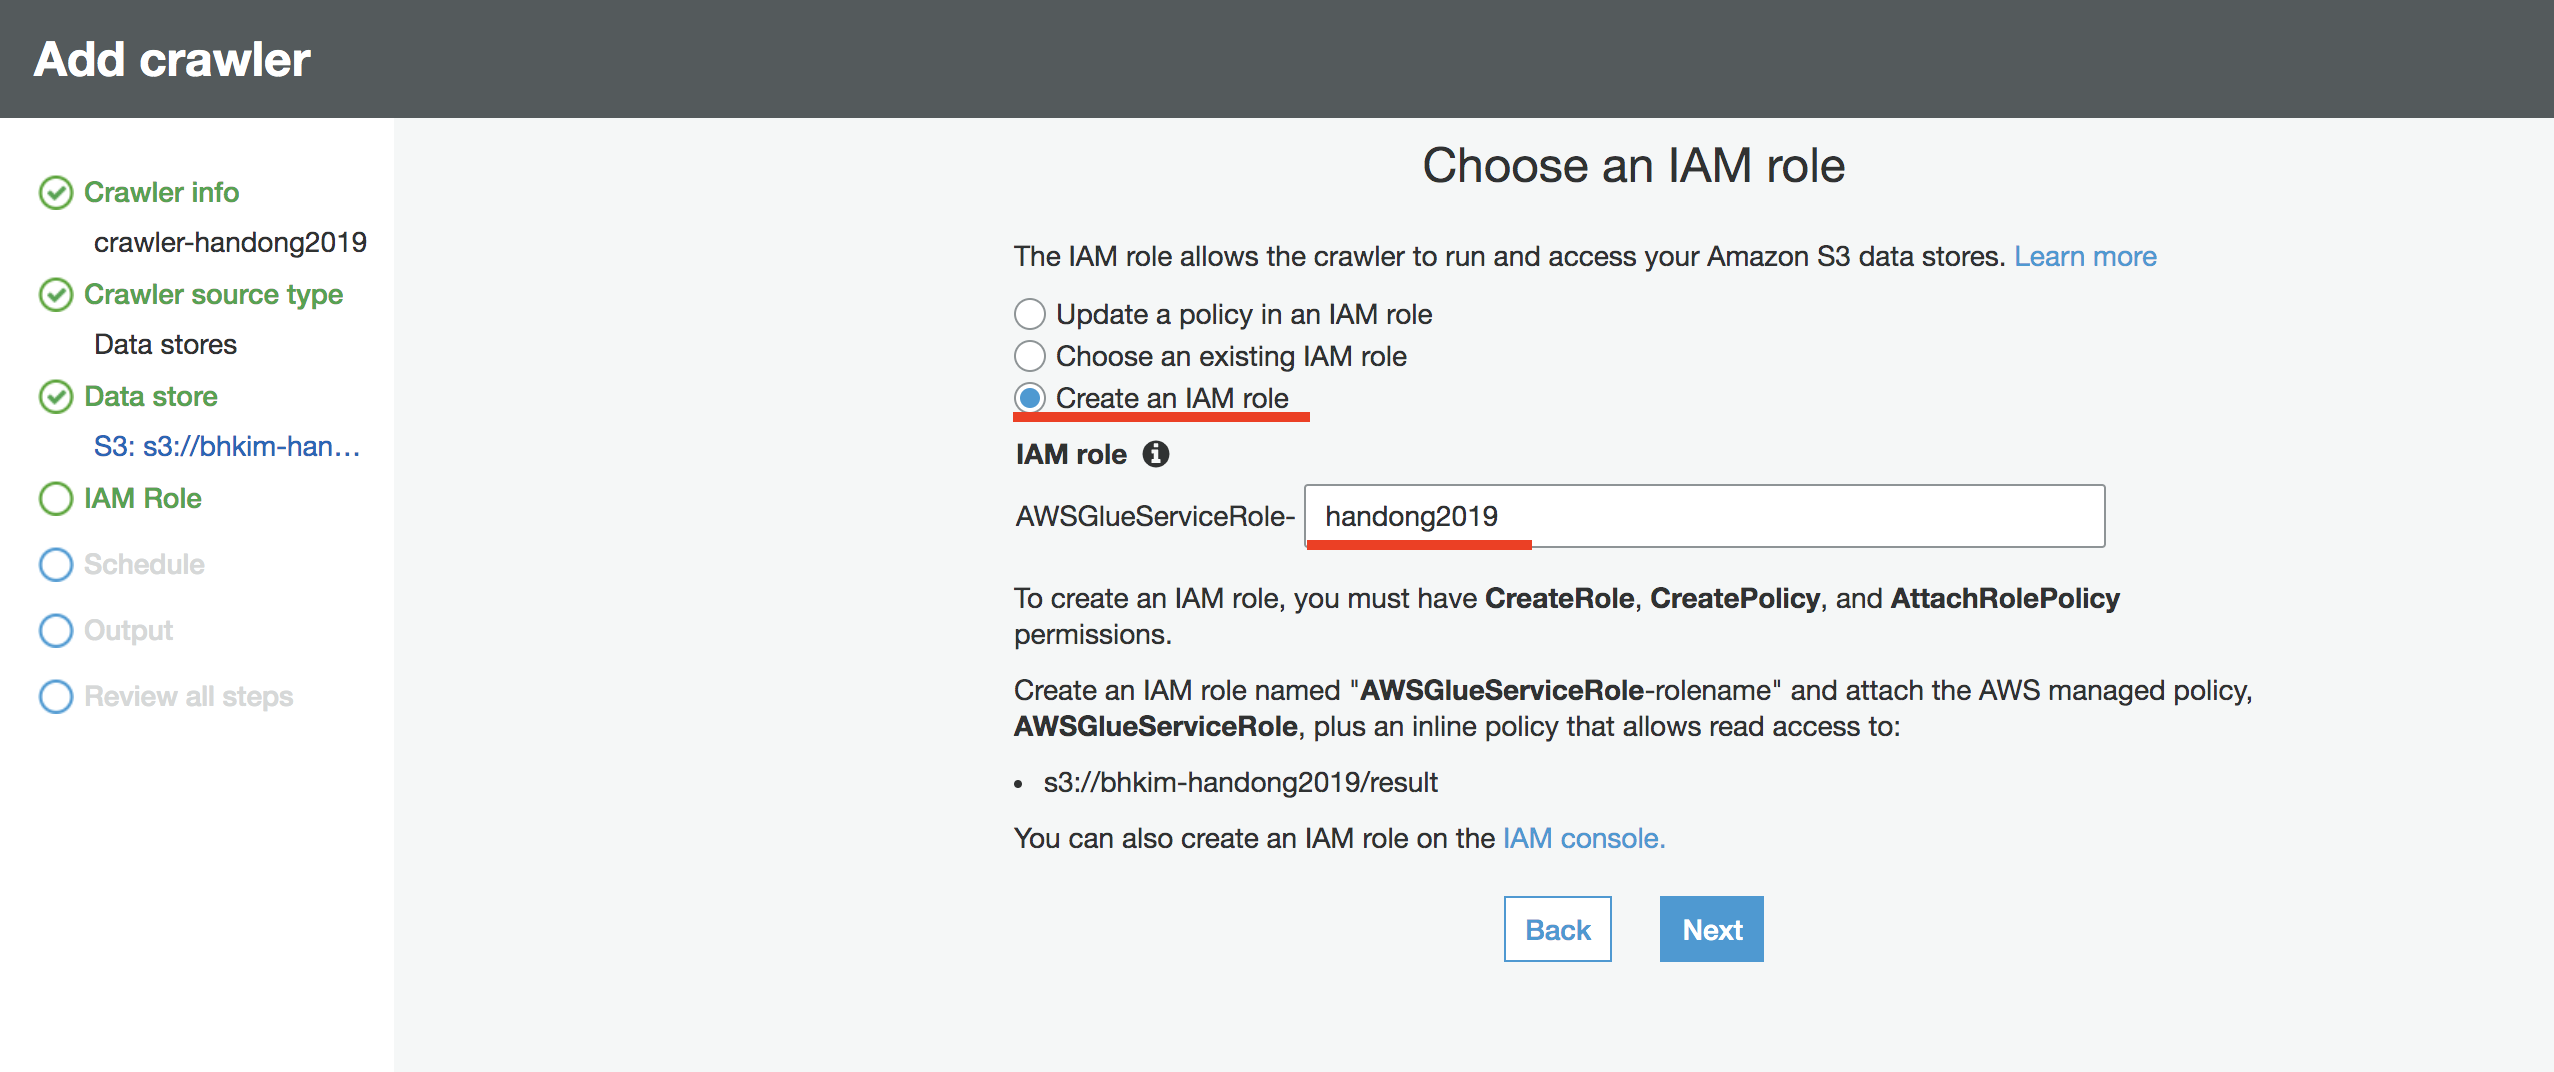 Add crawler
Crawler info
crawler-handong2019
Crawler source type
Data stores
Data store
S3: s3://bhkim-han...
IAM Role
Schedule
Output
Review all steps
Choose an IAM role
The IAM role allows the crawler to run and access your Amazon S3 data stores. Learn more
Update a policy in an IAM role
Choose an existing IAM role
Create an IAM role
IAM role
AWSGlueServiceRole- handong2019
To create an IAM role, you must have CreateRole, CreatePolicy, and AttachRolePolicy
permissions.
Create an IAM role named "AWSGlueServiceRole-rolename" and attach the AWS managed policy,
AWSGlueServiceRole, plus an inline policy that allows read access to:
• s3://bhkim-handong2019/result
You can also create an IAM role on the IAM console.
Back Next